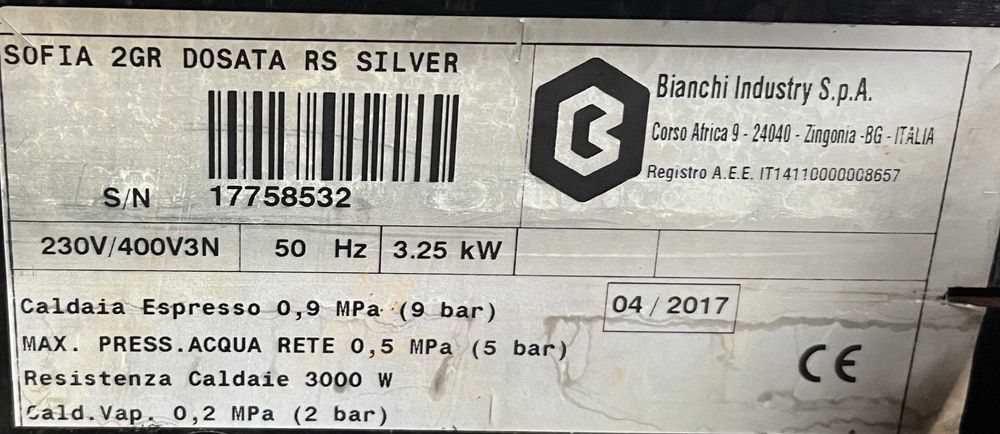 SOFIA 2GR DOSATA RS SILVER
S/N 17758532
Bianchi Industry S.p.A.
Corso Africa 9 - 24040 - Zingonia -BG - ITALIA
Registro A.E.E. IT14110000008657
230V/400V3N 50 Hz 3.25 kW
Caldaia Espresso 0,9 MPa (9 bar)
04 / 2017
MAX. PRESS.ACQUA RETE 0,5 MPa (5 bar)
Resistenza Caldaie 3000 W
Cald.Vap. 0,2 MPa (2 bar)
CE